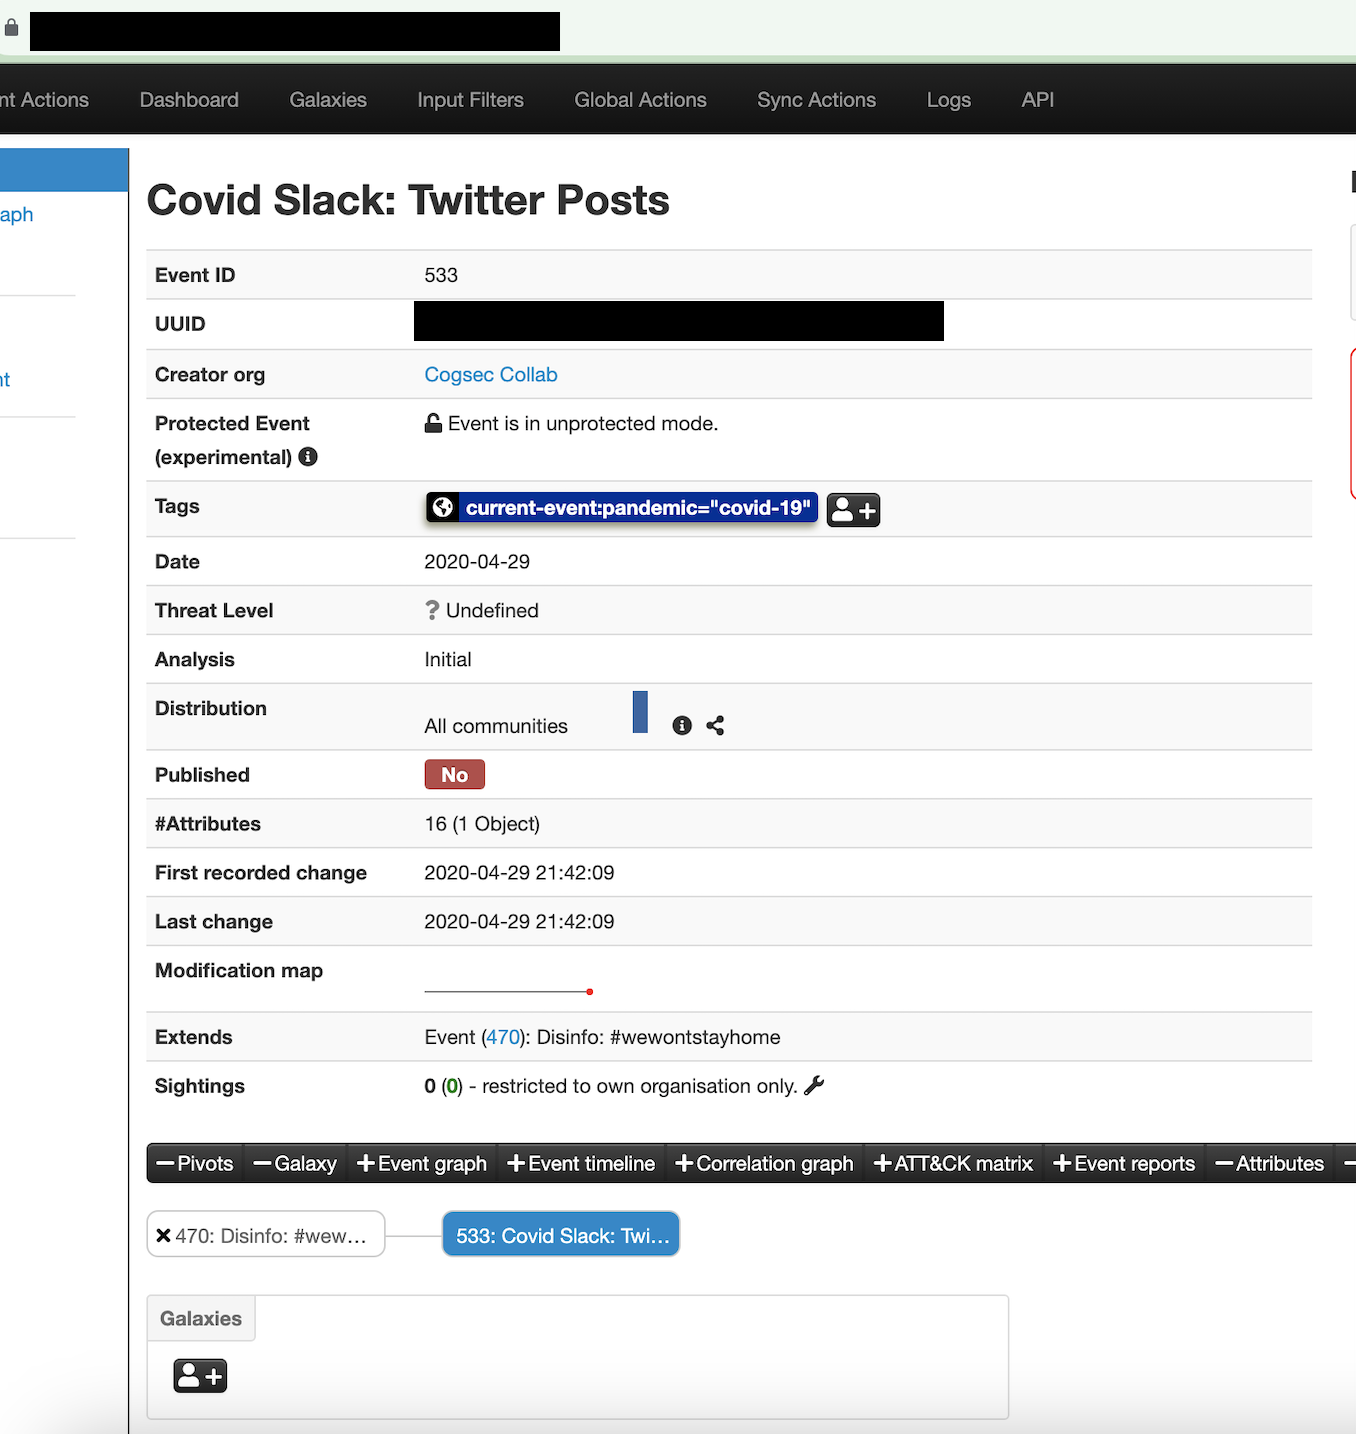 nt Actions Dashboard Galaxies Input Filters Global Actions Sync Actions Logs API
aph
nt
Covid Slack: Twitter Posts
Event ID 533
UUID
Creator org Cogsec Collab
Protected Event
(experimental) Event is in unprotected mode.
Tags current-event:pandemic="covid-19"
Date 2020-04-29
Threat Level ? Undefined
Analysis Initial
Distribution All communities
Published No
#Attributes 16 (1 Object)
First recorded change 2020-04-29 21:42:09
Last change 2020-04-29 21:42:09
Modification map
Extends Event (470): Disinfo: #wewontstayhome
Sightings 0 (0) - restricted to own organisation only.
−Pivots −Galaxy +Event graph +Event timeline +Correlation graph +ATT&CK matrix +Event reports −Attributes −
470: Disinfo: #wew... 533: Covid Slack: Twi...
Galaxies